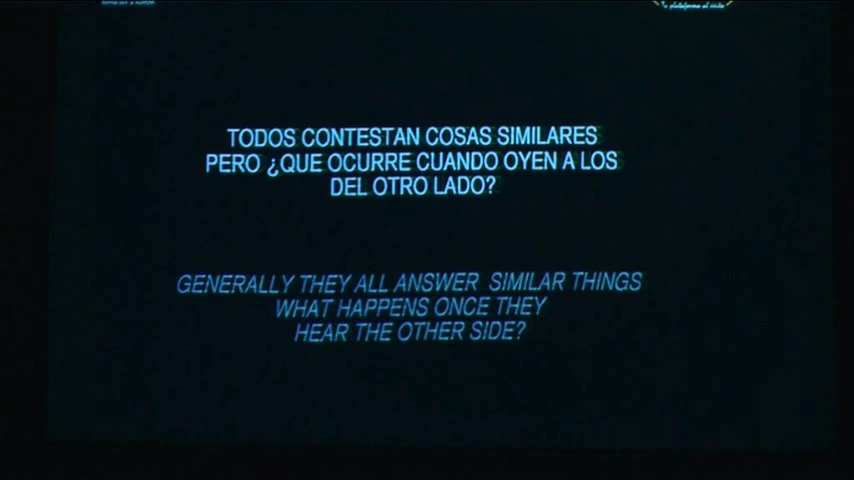 TODOS CONTESTAN COSAS SIMILARES
PERO ¿QUE OCURRE CUANDO OYEN A LOS
DEL OTRO LADO?
GENERALLY THEY ALL ANSWER SIMILAR THINGS
WHAT HAPPENS ONCE THEY
HEAR THE OTHER SIDE?